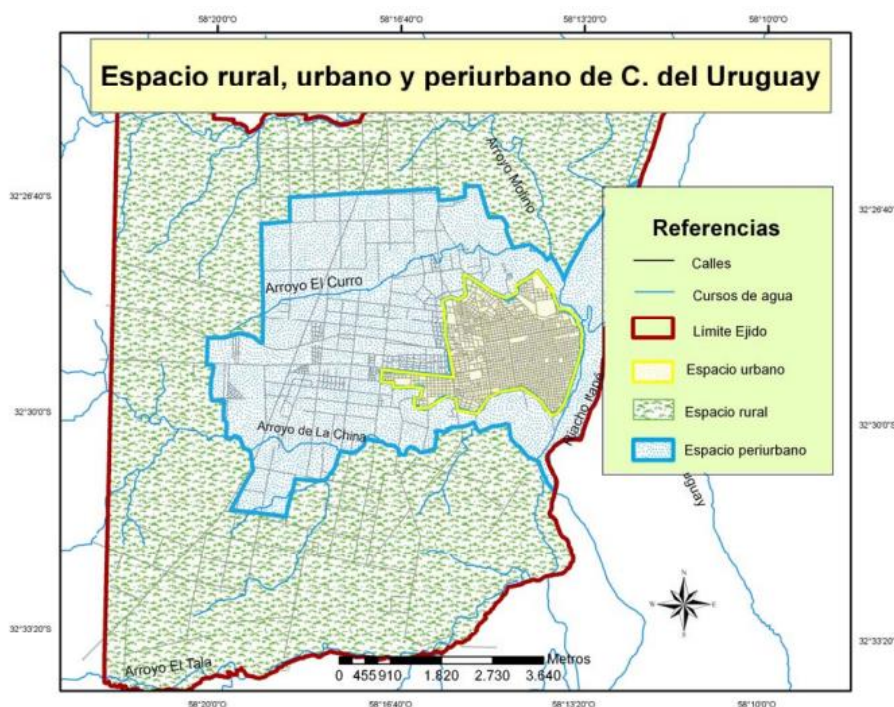 58°20'0"O 58°16'40"O 58°13'20"O 58°10'0"O
Espacio rural, urbano y periurbano de C. del Uruguay
32°26'40"S 32°26'40"S
Arroyo Molino
Referencias
Calles
Cursos de agua
Límite Ejido
Espacio urbano
Espacio rural
Espacio periurbano
Arroyo El Curro
32°30'0"S 32°30'0"S
Arroyo de La China
Riacho Itapé
uguay
N
W E
S
32°33'20"S 32°33'20"S
Arroyo El Tala
Metros
0 455910 1.820 2.730 3.640
58°20'0"O 58°16'40"O 58°13'20"O 58°10'0"O